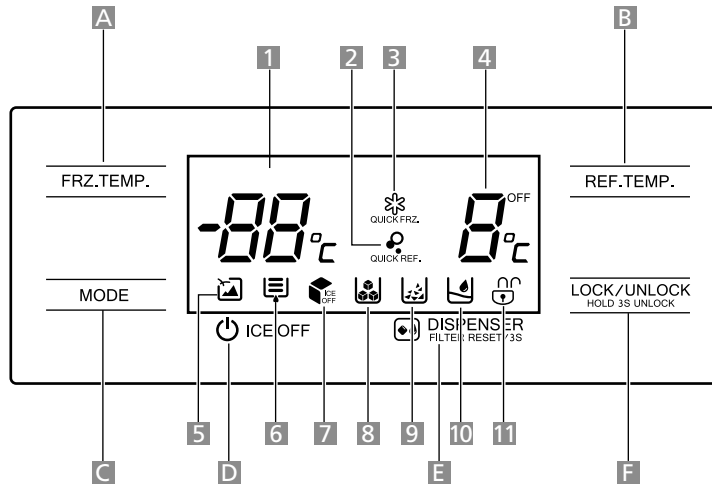 A
B
1
2
3
4
FRZ.TEMP.
-88°C
QUICK FRZ.
QUICK REF.
8°C
OFF
REF.TEMP.
MODE
ICE OFF
LOCK/UNLOCK
HOLD 3S UNLOCK
ICE OFF
DISPENSER
FILTER RESET/3S
5
6
7
8
9
10
11
C
D
E
F